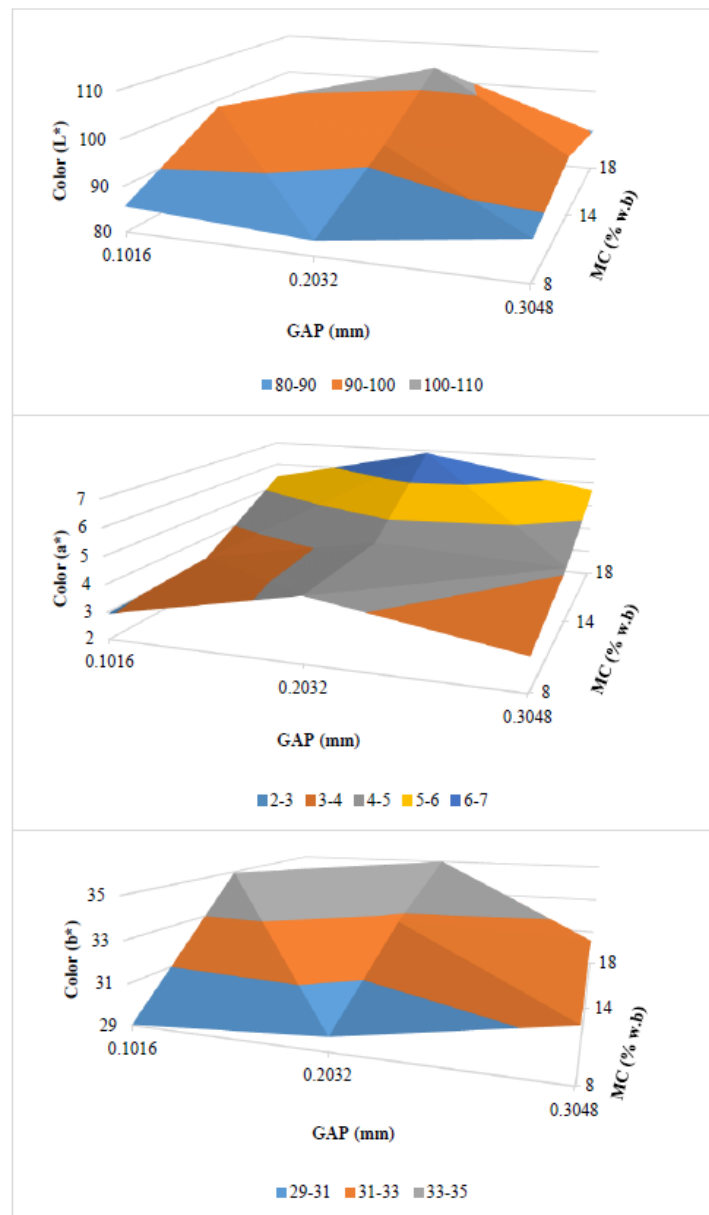 110
100
90
80
Color (L*)
0.1016
0.2032
0.3048
GAP (mm)
18
14
8
MC (% w.b)
80-90 90-100 100-110
7
6
5
4
3
2
Color (a*)
0.1016
0.2032
0.3048
GAP (mm)
18
14
8
MC (% w.b)
2-3 3-4 4-5 5-6 6-7
35
33
31
29
Color (b*)
0.1016
0.2032
0.3048
GAP (mm)
18
14
8
MC (% w.b)
29-31 31-33 33-35